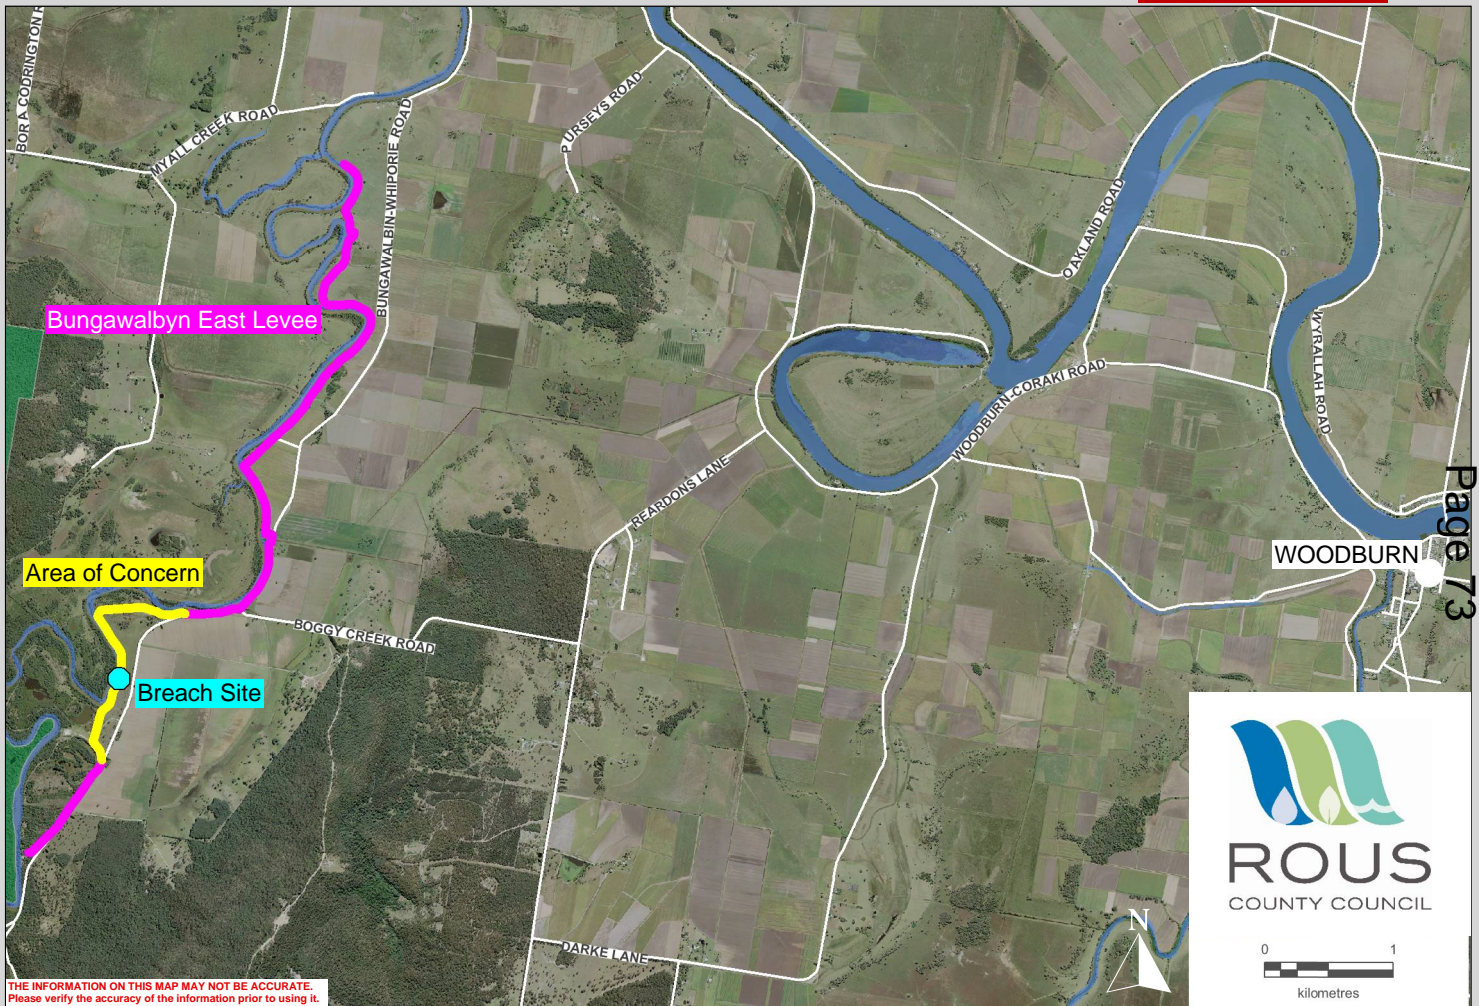 BORA CODRINGTON R
MYALL CREEK ROAD
BUNGAWALBIN-WHIPORIE ROAD
P URSEYS ROAD
OAKLAND ROAD
WYRALLAH ROAD
Bungawalbyn East Levee
WOODBURN-CORAKI ROAD
REARDONS LANE
Page 73
WOODBURN
Area of Concern
BOGGY CREEK ROAD
Breach Site
ROUS
COUNTY COUNCIL
N
DARKE LANE
0 1
kilometres
THE INFORMATION ON THIS MAP MAY NOT BE ACCURATE.
Please verify the accuracy of the information prior to using it.